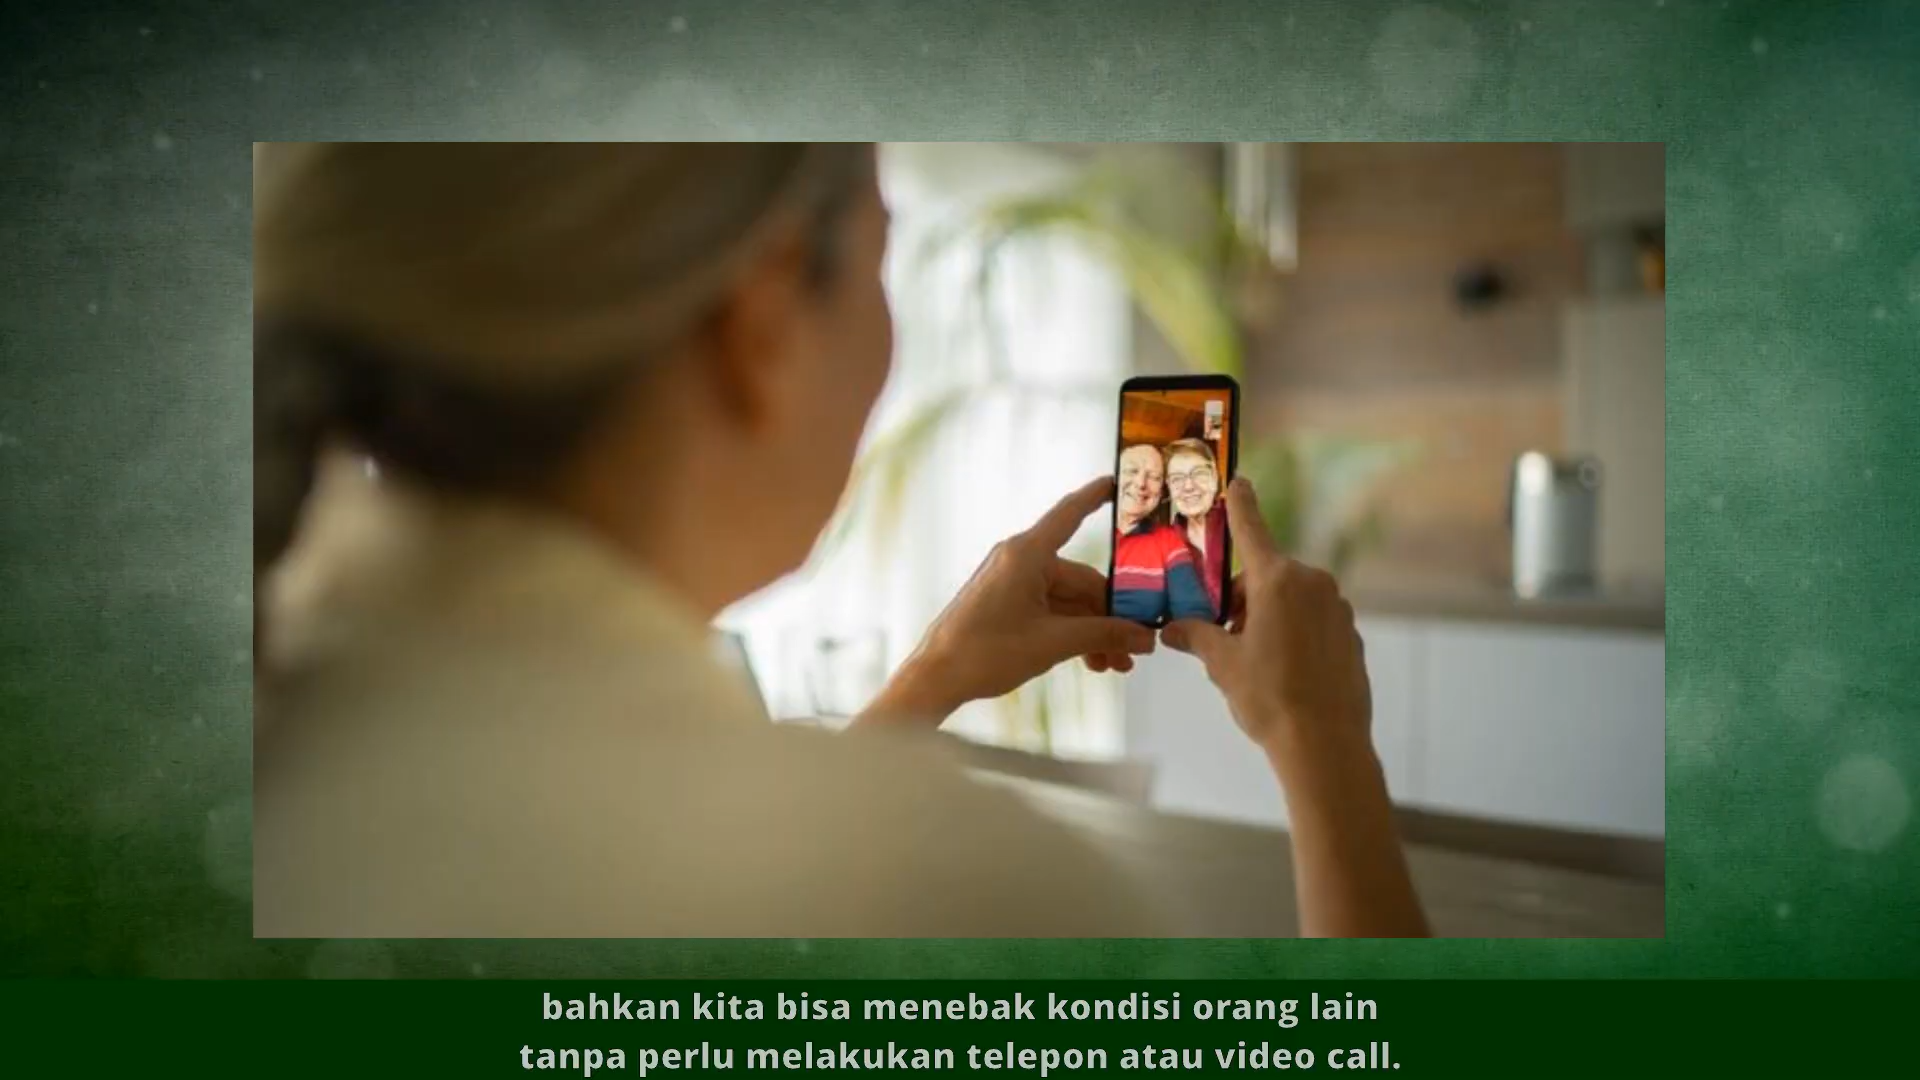 bahkan kita bisa menebak kondisi orang lain
tanpa perlu melakukan telepon atau video call.